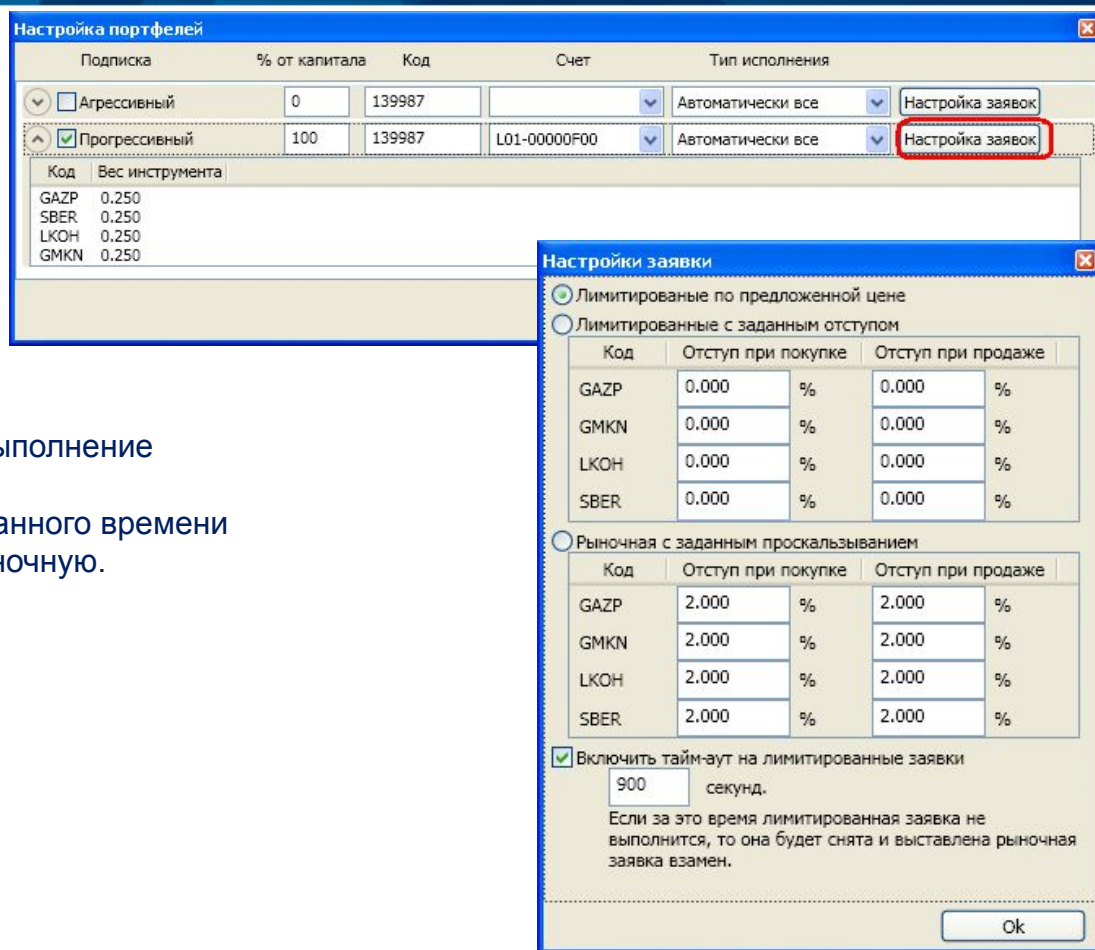 Настройка портфелей
Подписка % от капитала Код Счет Тип исполнения
Агрессивный 0 139987 Автоматически все Настройка заявок
Прогрессивный 100 139987 L01-00000F00 Автоматически все Настройка заявок
Код Вес инструмента
GAZP 0.250
SBER 0.250
LKOH 0.250
GMKN 0.250
ыполнение
анного времени
ночную.
Настройки заявки
Лимитированые по предложенной цене
Лимитированные с заданным отступом
Код Отступ при покупке Отступ при продаже
GAZP 0.000 % 0.000 %
GMKN 0.000 % 0.000 %
LKOH 0.000 % 0.000 %
SBER 0.000 % 0.000 %
Рыночная с заданным проскальзыванием
Код Отступ при покупке Отступ при продаже
GAZP 2.000 % 2.000 %
GMKN 2.000 % 2.000 %
LKOH 2.000 % 2.000 %
SBER 2.000 % 2.000 %
Включить тайм-аут на лимитированные заявки
900 секунд.
Если за это время лимитированная заявка не
выполнится, то она будет снята и выставлена рыночная
заявка взамен.
Ok